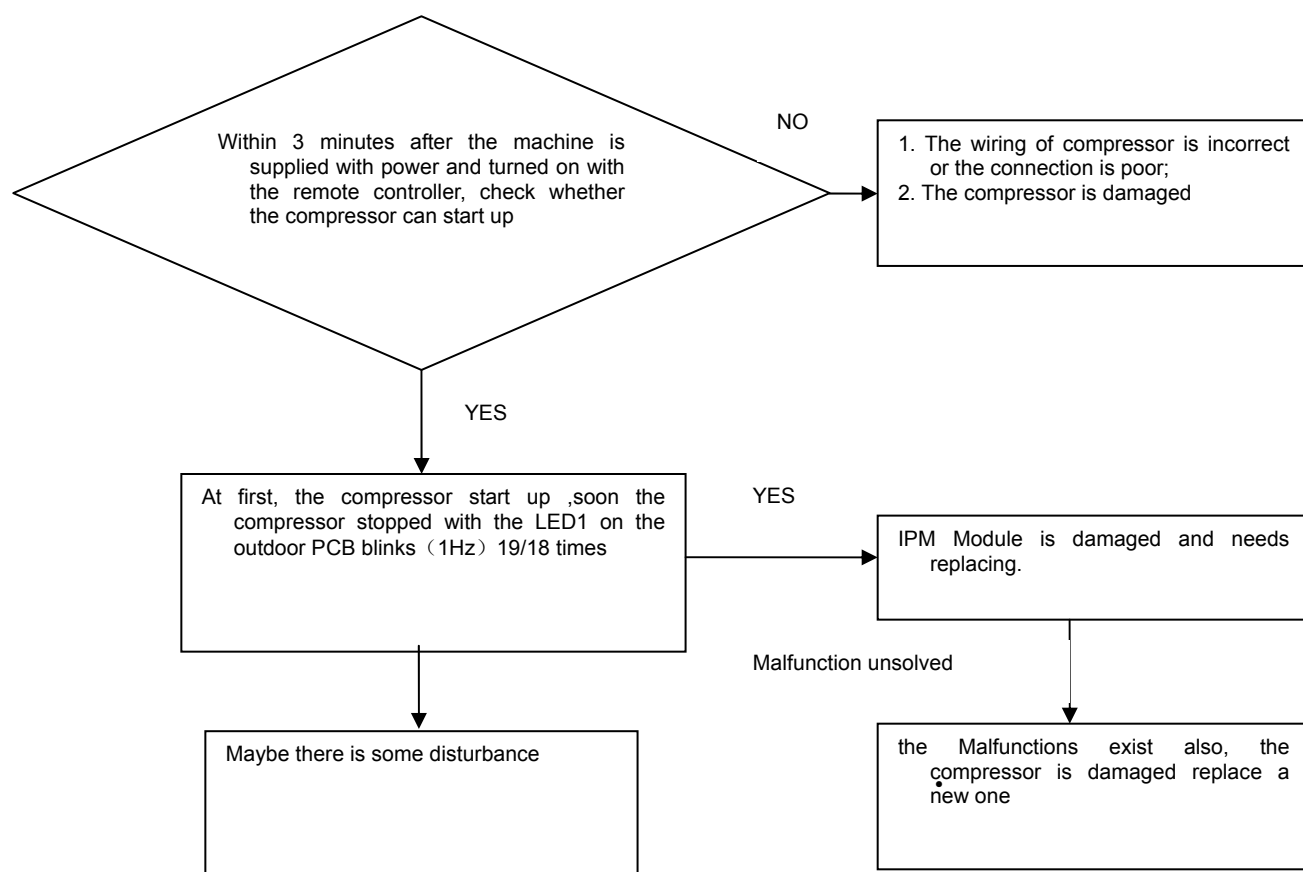 Within 3 minutes after the machine is
supplied with power and turned on with
the remote controller, check whether
the compressor can start up
NO
1. The wiring of compressor is incorrect
or the connection is poor;
2. The compressor is damaged
YES
At first, the compressor start up ,soon the
compressor stopped with the LED1 on the
outdoor PCB blinks（1Hz）19/18 times
YES
IPM Module is damaged and needs
replacing.
Malfunction unsolved
Maybe there is some disturbance
the Malfunctions exist also, the
compressor is damaged replace a
new one